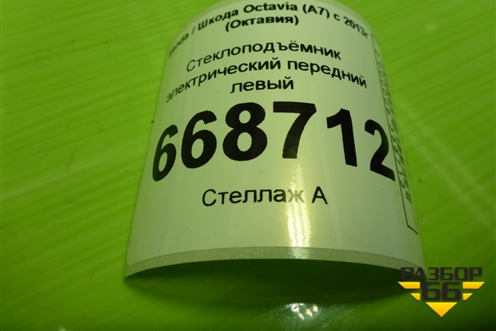 / Шкода Octavia (A7) с 2013г
(Октавия)
Стеклоподъёмник
электрический передний
левый
668712
Стеллаж А
РАЗБОР
66